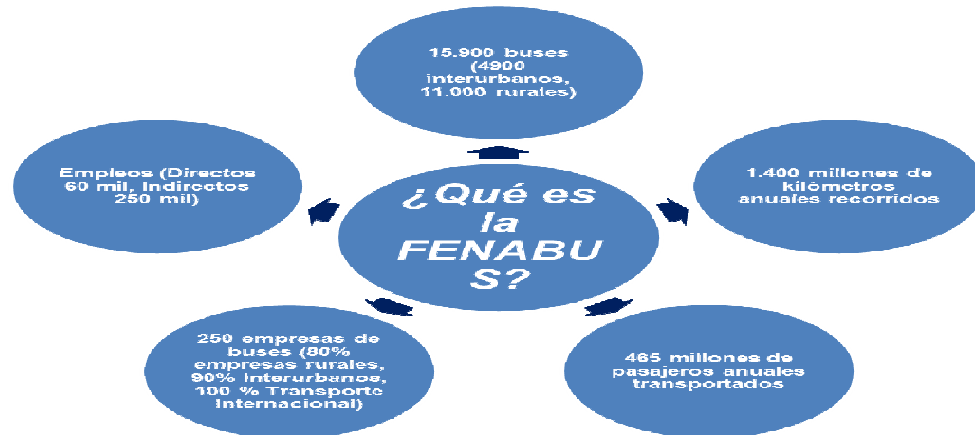 15.900 buses
(4900
interurbanos,
11.000 rurales)
Empleos (Directos
60 mil, Indirectos
250 mil)
1.400 millones de
kilómetros
anuales recorridos
¿Qué es
la
FENABU
S?
250 empresas de
buses (80%
empresas rurales,
90% Interurbanos,
100 % Transporte
Internacional)
465 millones de
pasajeros anuales
transportados